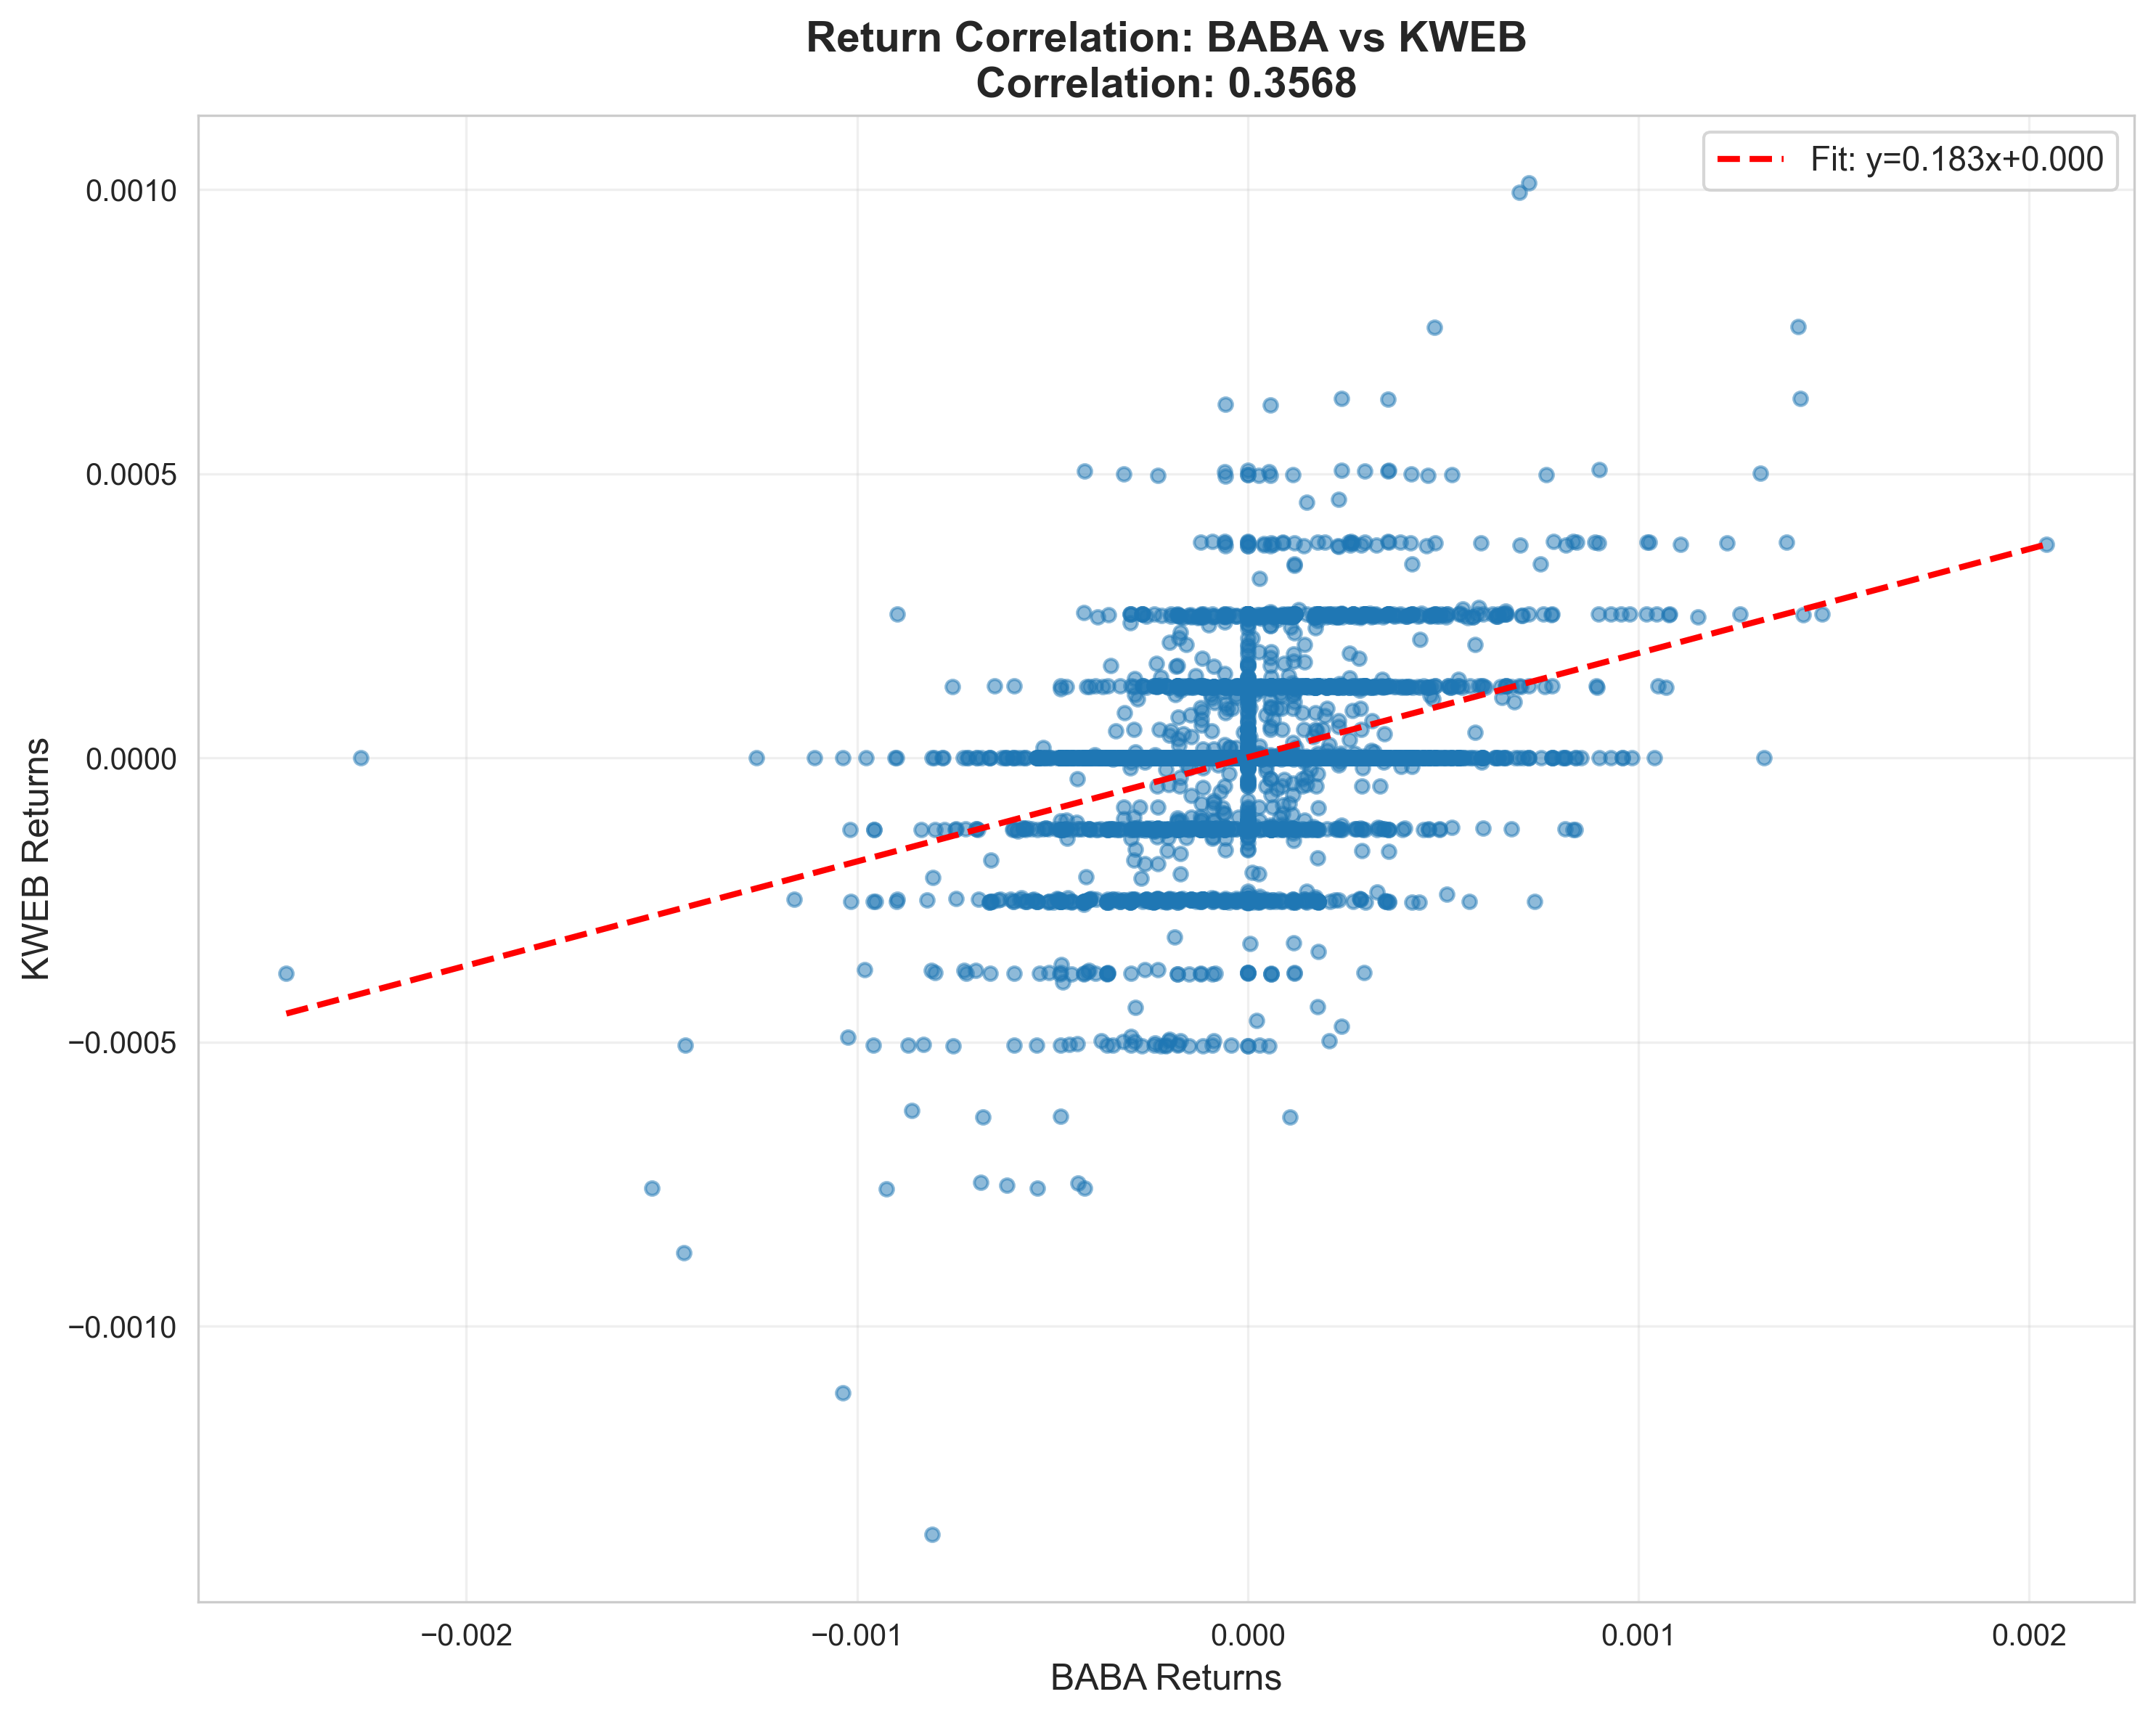 Return Correlation: BABA vs KWEB
Correlation: 0.3568
Fit: y=0.183x+0.000
KWEB Returns
0.0010
0.0005
0.0000
−0.0005
−0.0010
−0.002
−0.001
0.000
0.001
0.002
BABA Returns